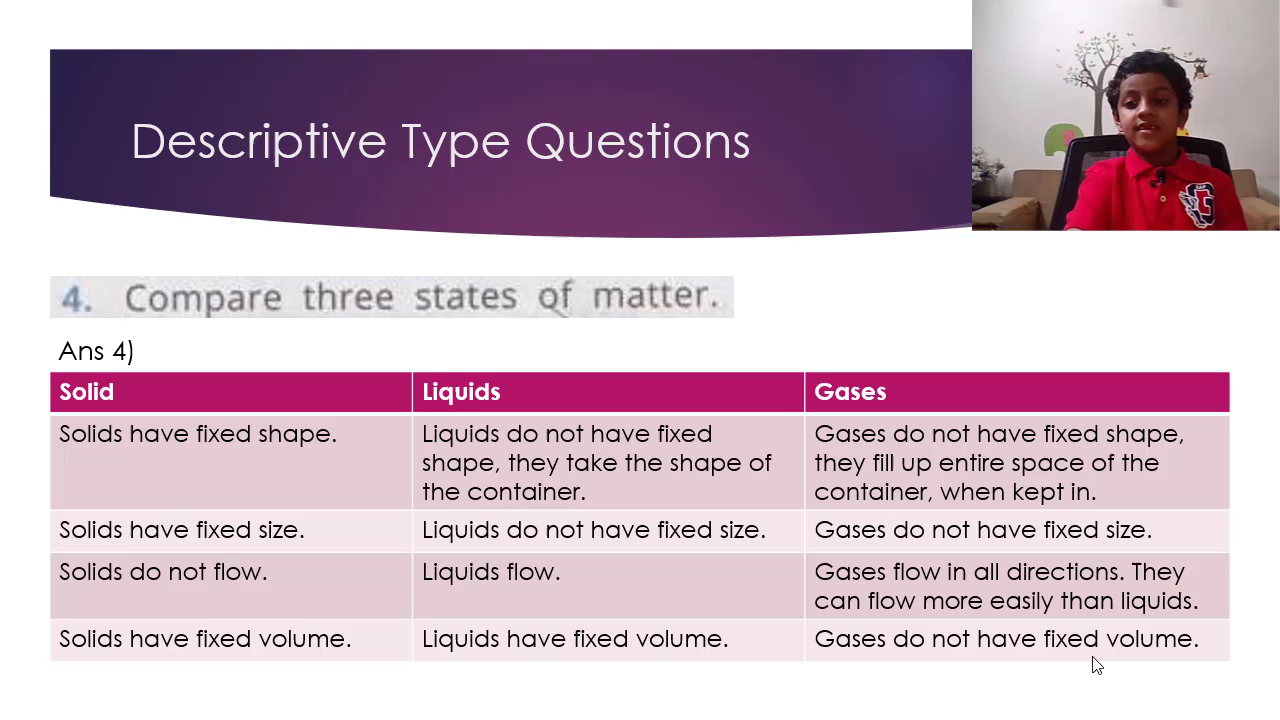 Descriptive Type Questions
4. Compare three states of matter.
Ans 4)
Solid
Liquids
Gases
Solids have fixed shape.
Liquids do not have fixed
shape, they take the shape of
the container.
Gases do not have fixed shape,
they fill up entire space of the
container, when kept in.
Solids have fixed size.
Liquids do not have fixed size.
Gases do not have fixed size.
Solids do not flow.
Liquids flow.
Gases flow in all directions. They
can flow more easily than liquids.
Solids have fixed volume.
Liquids have fixed volume.
Gases do not have fixed volume.
G